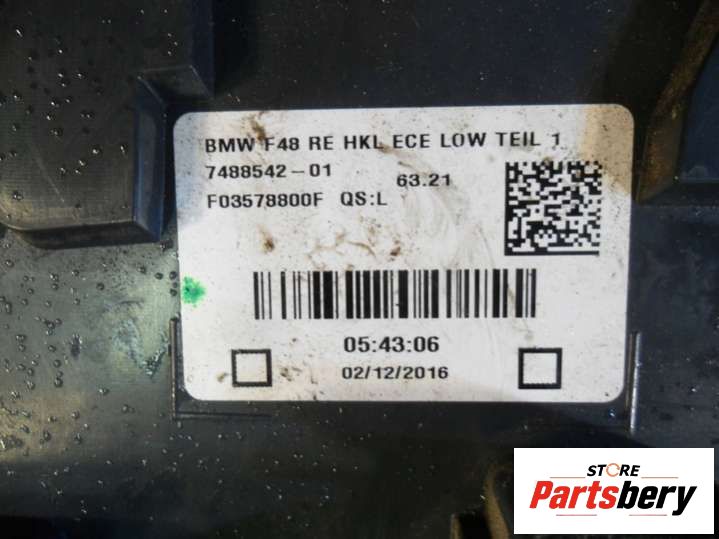 BMW F48 RE HKL ECE LOW TEIL 1
7488542-01
63.21
F03578800F QS:L
05:43:06
02/12/2016
STORE
Partsbery